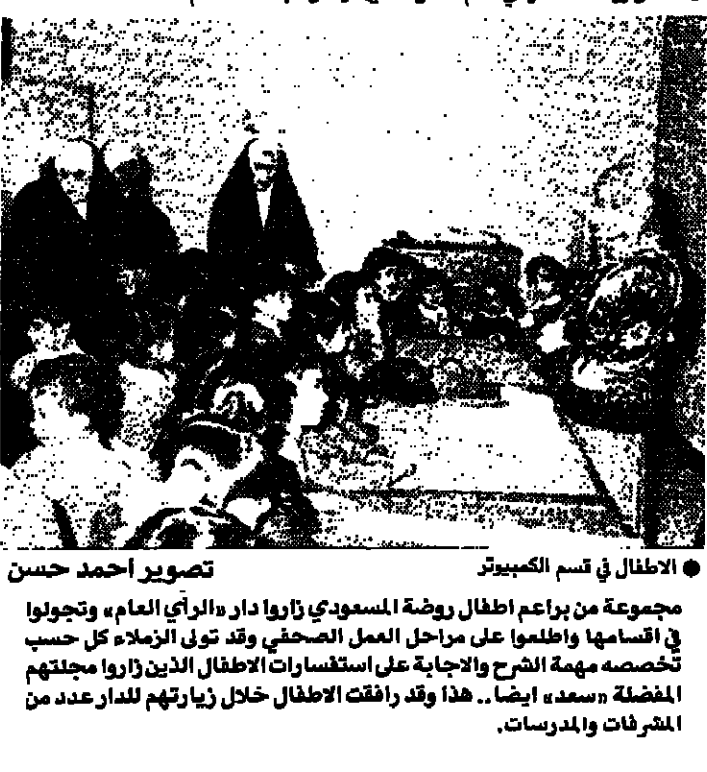 ● الاطفال في قسم الكمبيوتر تصوير احمد حسن
مجموعة من براعم اطفال روضة المسعودي زاروا دار «الرأي العام» وتجولوا
في اقسامها واطلعوا على مراحل العمل الصحفي وقد تولى الزملاء كل حسب
تخصصه مهمة الشرح والاجابة على استفسارات الاطفال الذين زاروا مجلتهم
المفضلة «سعد» ايضا.. هذا وقد رافقت الاطفال خلال زيارتهم للدار عدد من
المشرفات والمدرسات.